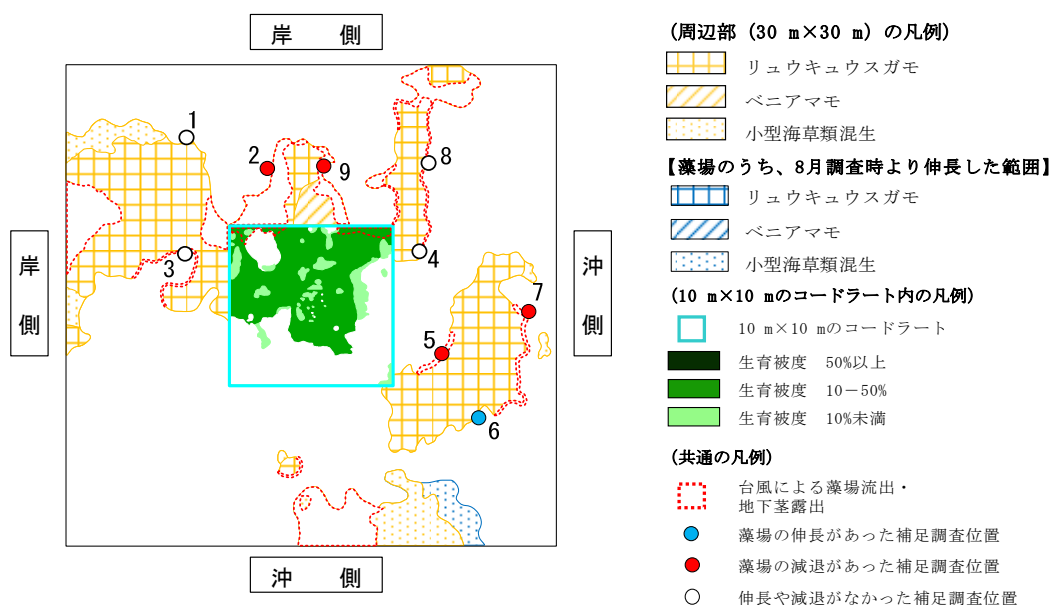 岸 側
岸側
沖側
沖 側
1
2
9
8
3
4
7
5
6
(周辺部 (30 m×30 m) の凡例)
リュウキュウスガモ
ベニアマモ
小型海草類混生
【藻場のうち、8月調査時より伸長した範囲】
リュウキュウスガモ
ベニアマモ
小型海草類混生
(10 m×10 mのコードラート内の凡例)
10 m×10 mのコードラート
生育被度 50%以上
生育被度 10－50%
生育被度 10%未満
(共通の凡例)
台風による藻場流出・
地下茎露出
藻場の伸長があった補足調査位置
藻場の減退があった補足調査位置
伸長や減退がなかった補足調査位置